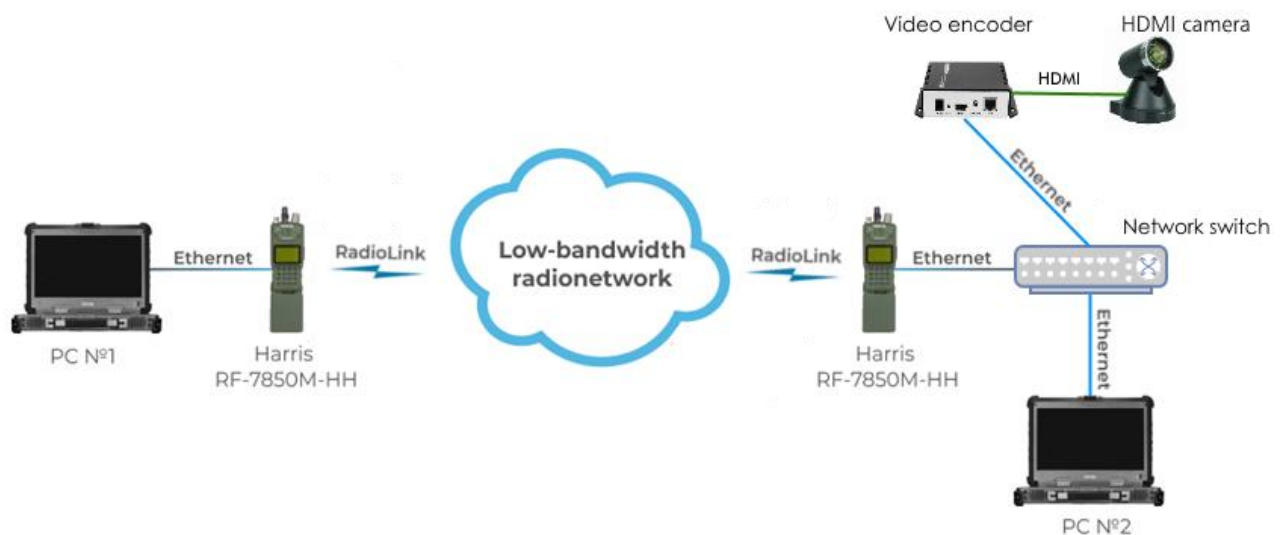 Video encoder
HDMI camera
HDMI
Ethernet
Network switch
Ethernet
RadioLink
Low-bandwidth
radionetwork
RadioLink
Ethernet
Ethernet
PC №1
Harris
RF-7850M-HH
Harris
RF-7850M-HH
PC №2